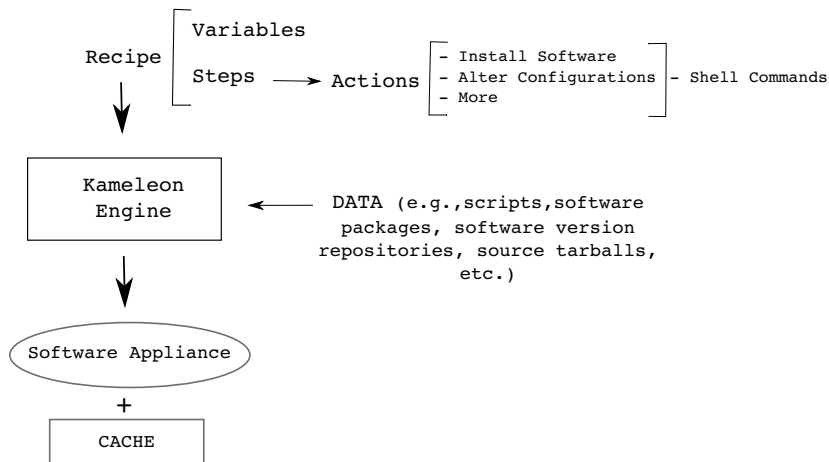 Variables
Recipe
Steps
Actions
- Install Software
- Alter Configurations
- More
- Shell Commands
Kameleon
Engine
DATA (e.g.,scripts,software
packages, software version
repositories, source tarballs,
etc.)
Software Appliance
+
CACHE